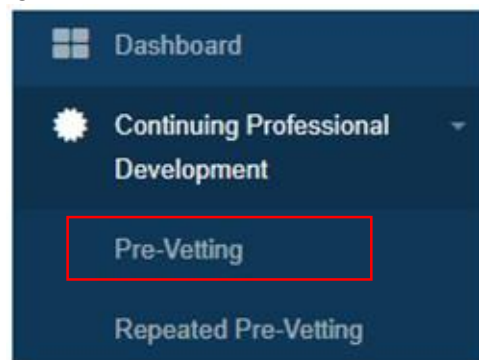 Dashboard
Continuing Professional
Development
Pre-Vetting
Repeated Pre-Vetting